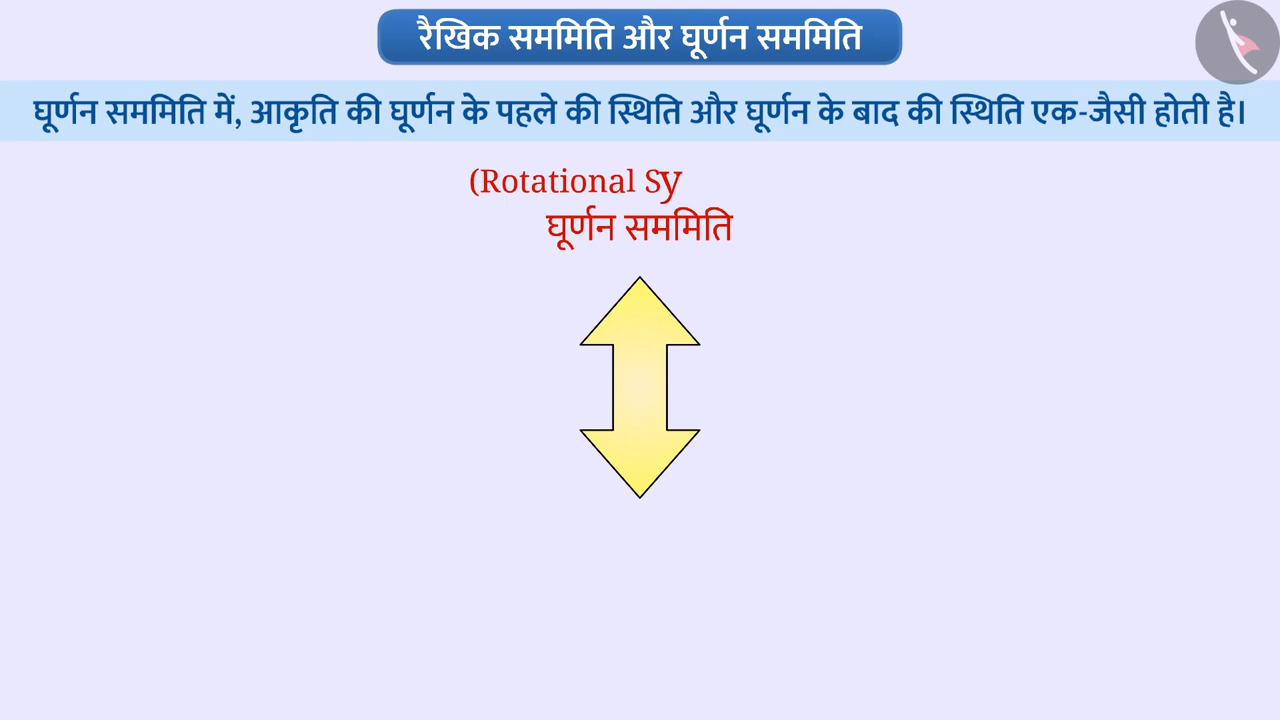 रैखिक सममिति और घूर्णन सममिति
घूर्णन सममिति में, आकृति की घूर्णन के पहले की स्थिति और घूर्णन के बाद की स्थिति एक-जैसी होती है।
(Rotational Sy
घूर्णन सममिति